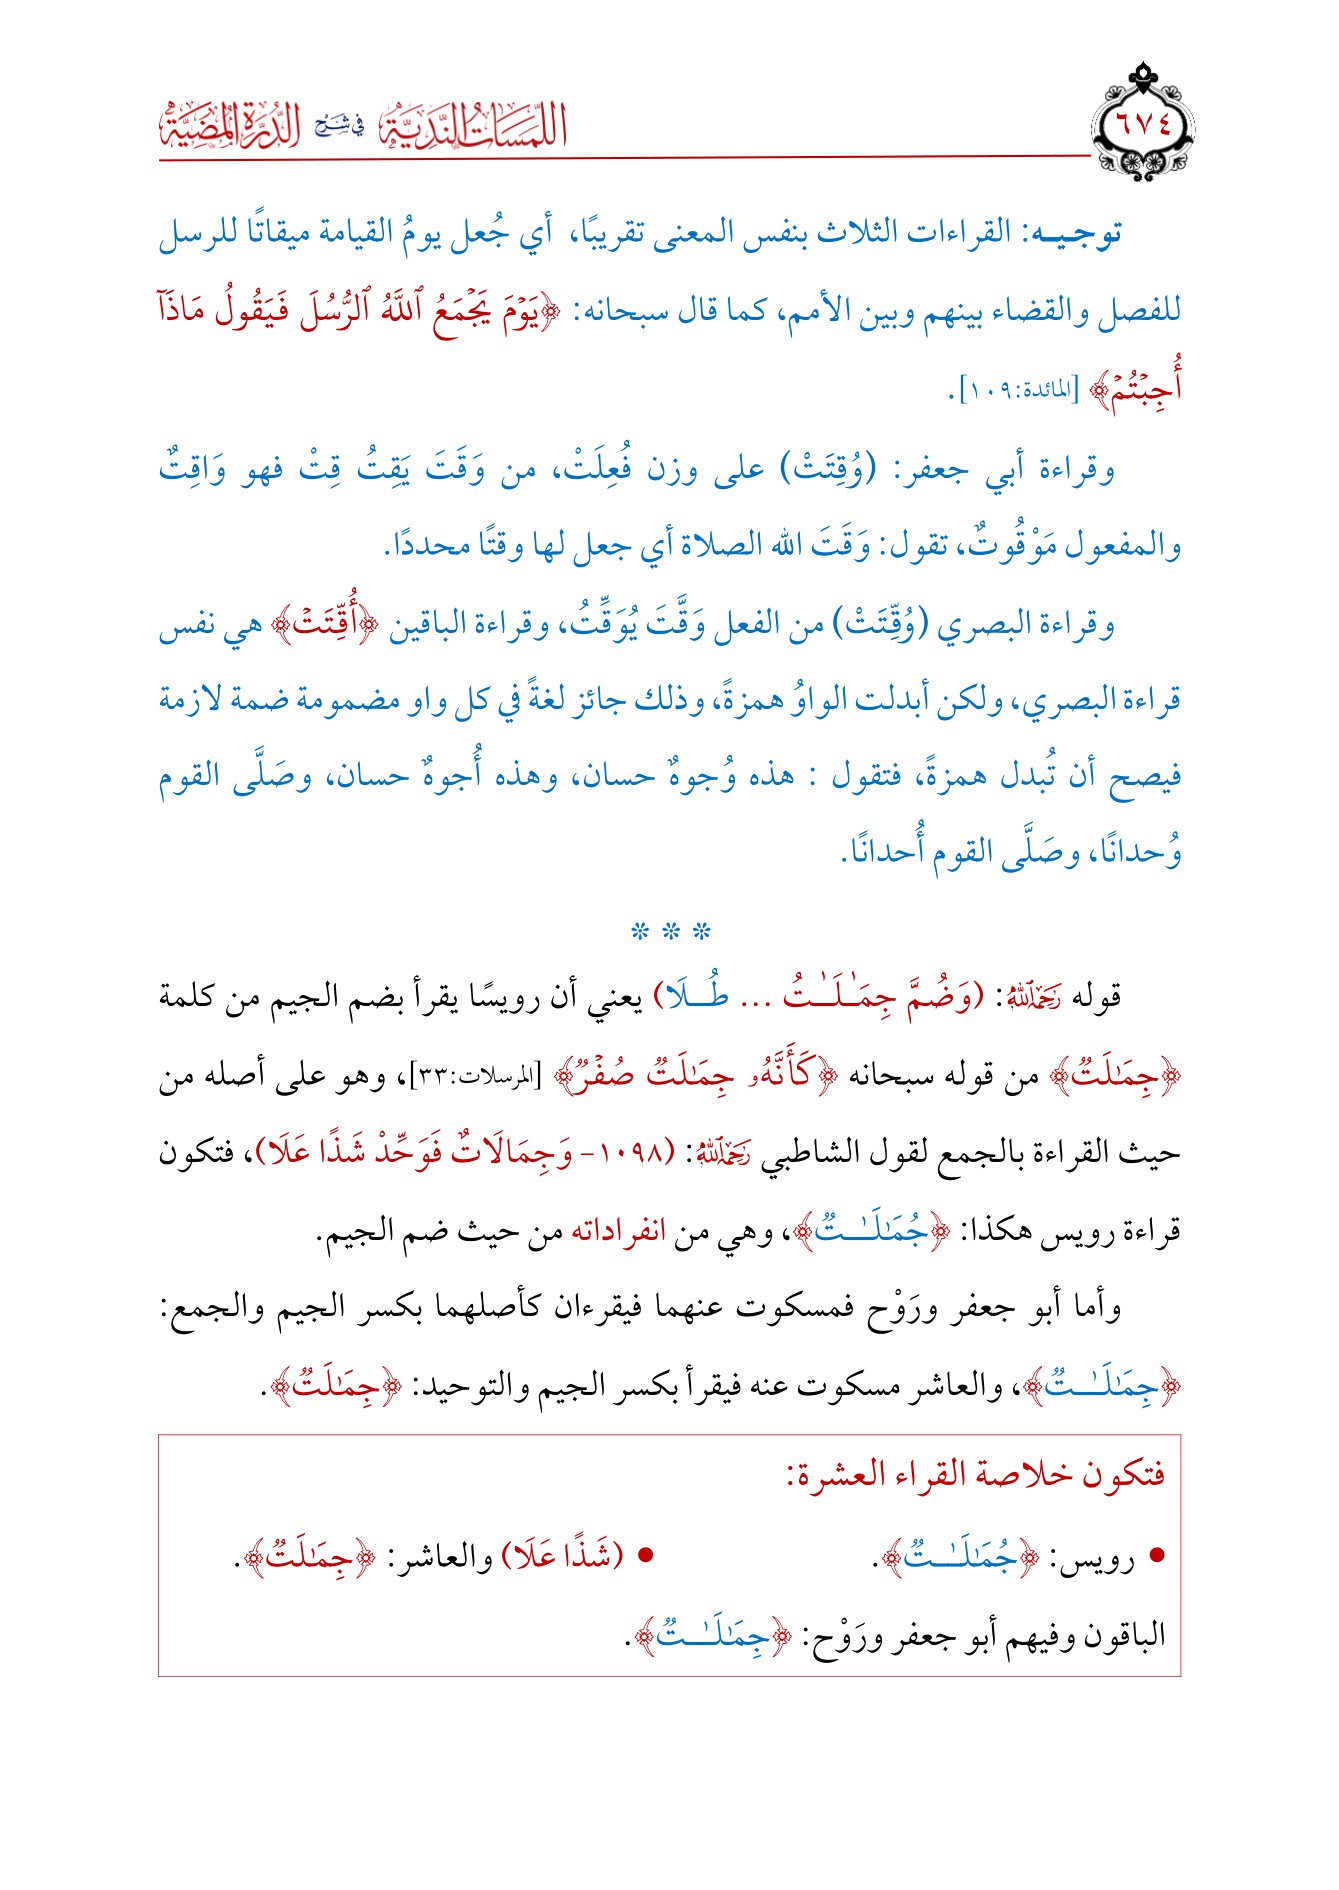 اللَّمَسَاتُ النَّدِيَّةُ فِي شَرْحِ الدُّرَّةِ المُضِيَّةِ
٦٧٤
توجـيـه: القراءات الثلاث بنفس المعنى تقريبًا، أي جُعل يومُ القيامة ميقاتًا للرسل
للفصل والقضاء بينهم وبين الأمم، كما قال سبحانه: ﴿يَوۡمَ يَجۡمَعُ ٱللَّهُ ٱلرُّسُلَ فَيَقُولُ مَاذَآ
أُجِبۡتُمۡ﴾ [المائدة:١٠٩].
وقراءة أبي جعفر: (وُقِتَتْ) على وزن فُعِلَتْ، من وَقَتَ يَقِتُ قِتْ فهو وَاقِتٌ
والمفعول مَوْقُوتٌ، تقول: وَقَتَ الله الصلاة أي جعل لها وقتًا محددًا.
وقراءة البصري (وُقِّتَتْ) من الفعل وَقَّتَ يُوَقِّتُ، وقراءة الباقين ﴿أُقِّتَتۡ﴾ هي نفس
قراءة البصري، ولكن أبدلت الواوُ همزةً، وذلك جائز لغةً في كل واو مضمومة ضمة لازمة
فيصح أن تُبدل همزةً، فتقول : هذه وُجوهٌ حسان، وهذه أُجوهٌ حسان، وصَلَّى القوم
وُحدانًا، وصَلَّى القوم أُحدانًا.
* * *
قوله رَحِمَهُ ٱللَّهُ: (وَضُمَّ جِمَـٰلَـٰتُ ... طُـلَا) يعني أن رويسًا يقرأ بضم الجيم من كلمة
﴿جِمَٰلَتٞ﴾ من قوله سبحانه ﴿كَأَنَّهُۥ جِمَٰلَتٞ صُفۡرٞ﴾ [المرسلات:٣٣]، وهو على أصله من
حيث القراءة بالجمع لقول الشاطبي رَحِمَهُ ٱللَّهُ: (١٠٩٨- وَجِمَالَاتٌ فَوَحِّدْ شَذًا عَلَا)، فتكون
قراءة رويس هكذا: ﴿جُمَٰلَـٰتٞ﴾، وهي من انفراداته من حيث ضم الجيم.
وأما أبو جعفر ورَوْح فمسكوت عنهما فيقرءان كأصلهما بكسر الجيم والجمع:
﴿جِمَٰلَـٰتٞ﴾، والعاشر مسكوت عنه فيقرأ بكسر الجيم والتوحيد: ﴿جِمَٰلَتٞ﴾.
فتكون خلاصة القراء العشرة:
• رويس: ﴿جُمَٰلَـٰتٞ﴾. • (شَذًا عَلَا) والعاشر: ﴿جِمَٰلَتٞ﴾.
الباقون وفيهم أبو جعفر ورَوْح: ﴿جِمَٰلَـٰتٞ﴾.